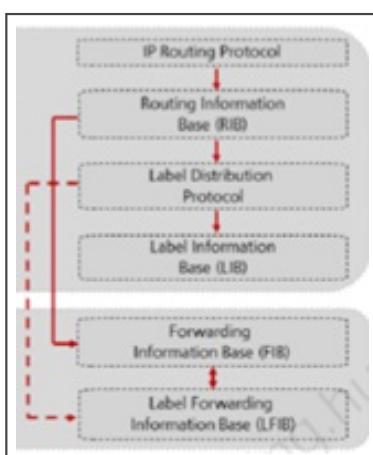 IP Routing Protocol
Routing Information
Base (RIB)
Label Distribution
Protocol
Label Information
Base (LIB)
Forwarding
Information Base (FIB)
Label Forwarding
Information Base (LFIB)